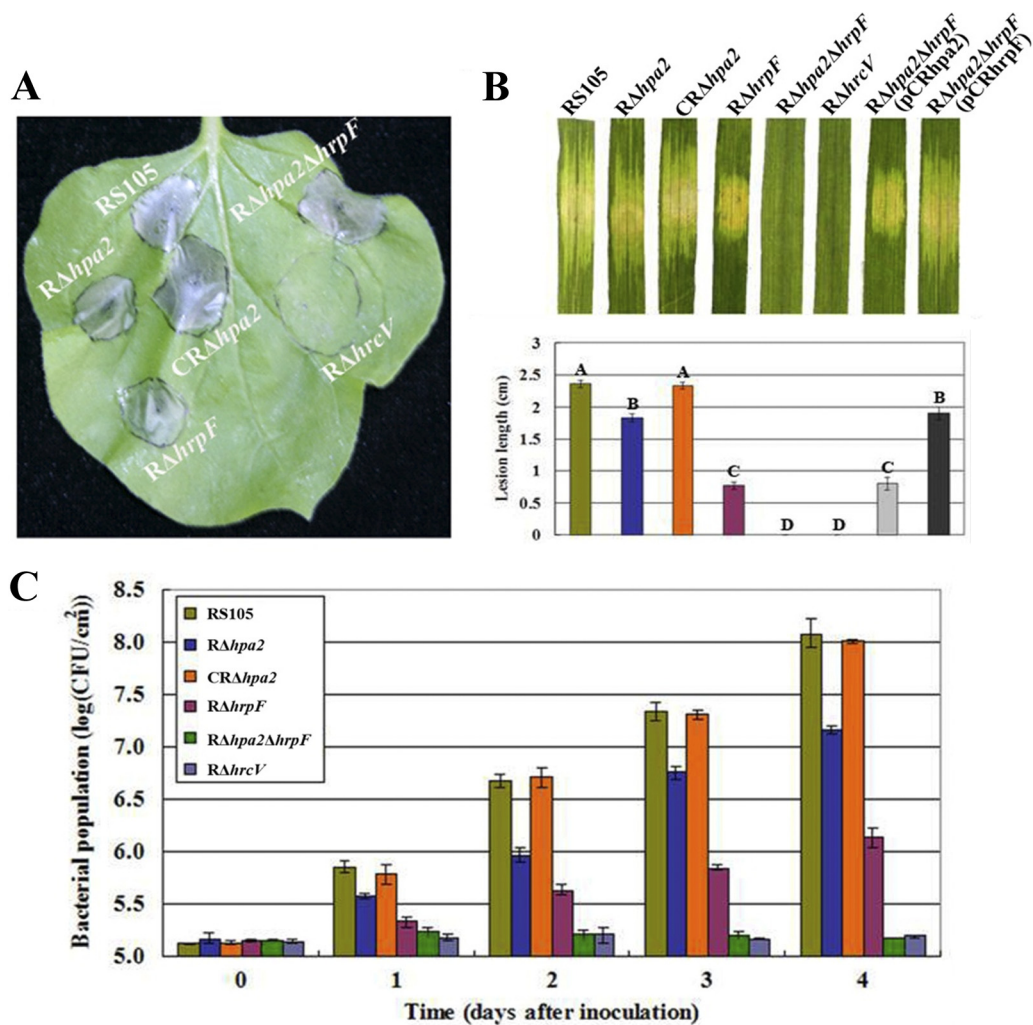 A
RS105
RΔhpa2ΔhrpF
RΔhpa2
CRΔhpa2
RΔhrcV
RΔhrpF
B
RS105
RΔhpa2
CRΔhpa2
RΔhrpF
RΔhpa2ΔhrpF
RΔhrcV
RΔhpa2ΔhrpF
(pCRhpa2)
RΔhpa2ΔhrpF
(pCRhrpF)
Lesion length (cm)
3
2.5
2
1.5
1
0.5
0
A
B
A
C
D
D
C
B
C
Bacterial population (log(CFU/cm²))
8.5
8.0
7.5
7.0
6.5
6.0
5.5
5.0
RS105
RΔhpa2
CRΔhpa2
RΔhrpF
RΔhpa2ΔhrpF
RΔhrcV
0 1 2 3 4
Time (days after inoculation)